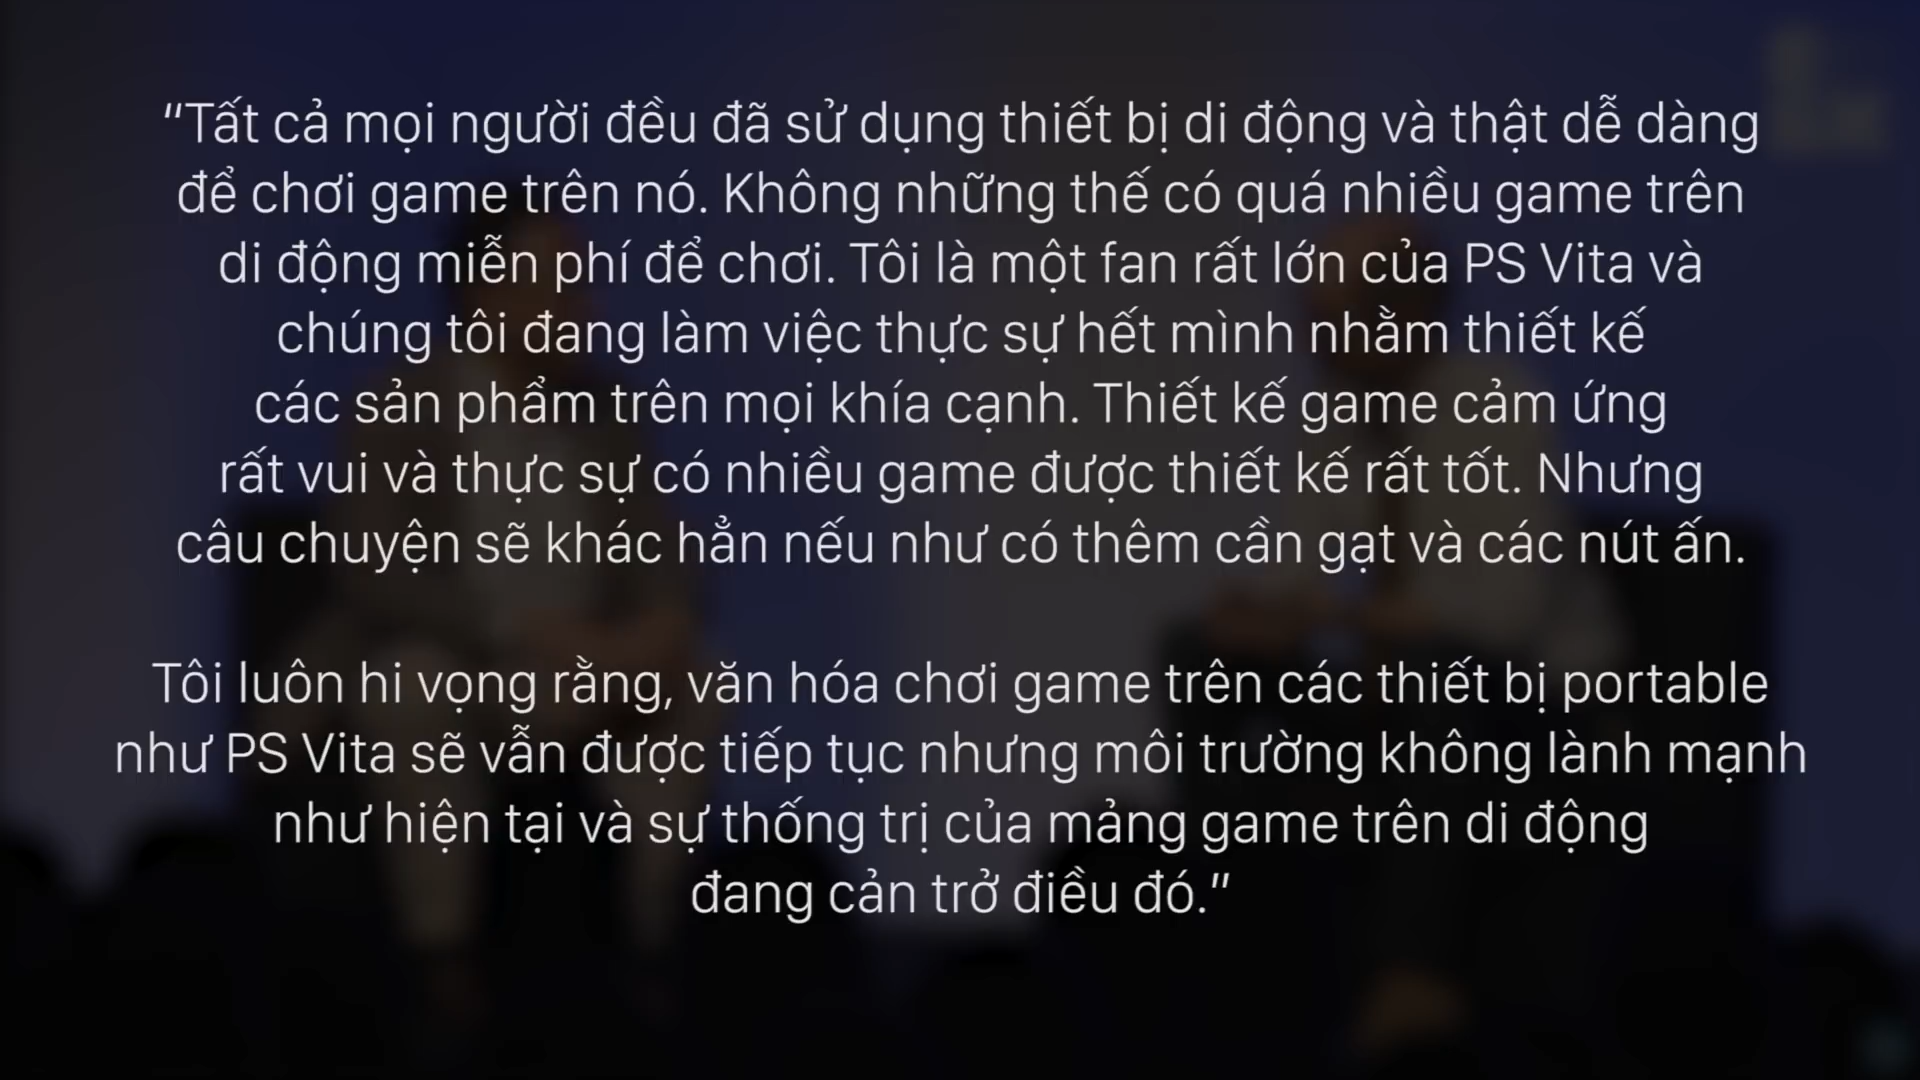 “Tất cả mọi người đều đã sử dụng thiết bị di động và thật dễ dàng
để chơi game trên nó. Không những thế có quá nhiều game trên
di động miễn phí để chơi. Tôi là một fan rất lớn của PS Vita và
chúng tôi đang làm việc thực sự hết mình nhằm thiết kế
các sản phẩm trên mọi khía cạnh. Thiết kế game cảm ứng
rất vui và thực sự có nhiều game được thiết kế rất tốt. Nhưng
câu chuyện sẽ khác hẳn nếu như có thêm cần gạt và các nút ấn.
Tôi luôn hi vọng rằng, văn hóa chơi game trên các thiết bị portable
như PS Vita sẽ vẫn được tiếp tục nhưng môi trường không lành mạnh
như hiện tại và sự thống trị của mảng game trên di động
đang cản trở điều đó.”